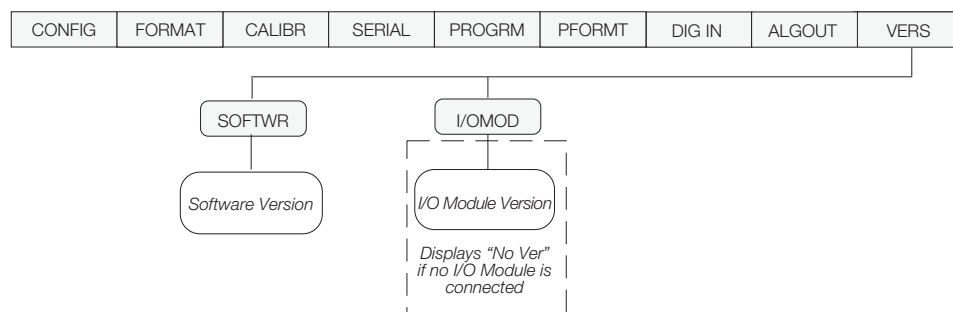 CONFIG FORMAT CALIBR SERIAL PROGRM PFORMT DIG IN ALGOUT VERS
SOFTWR I/OMOD
Software Version I/O Module Version
Displays “No Ver”
if no I/O Module is
connected